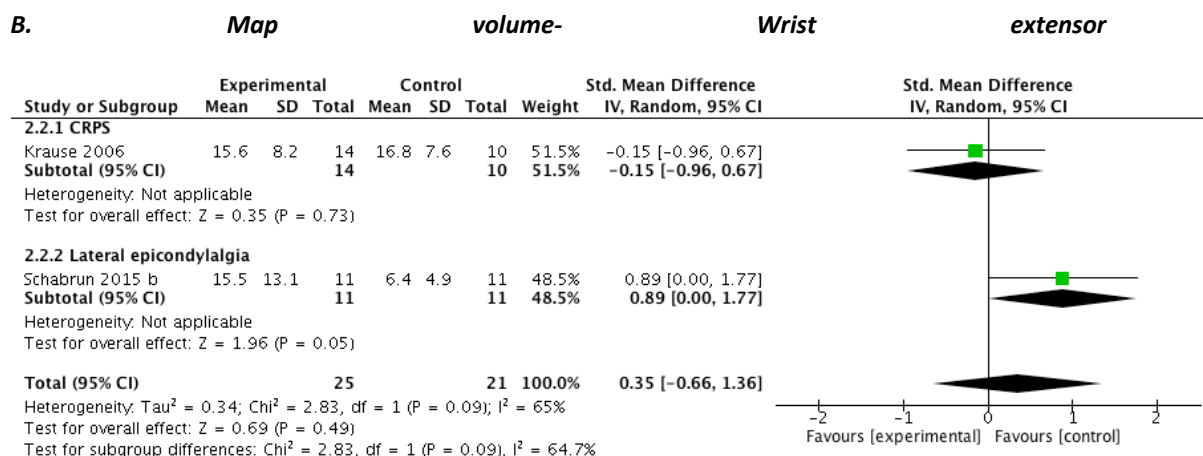 B. Map volume- Wrist extensor
Experimental Control Std. Mean Difference Std. Mean Difference
Study or Subgroup Mean SD Total Mean SD Total Weight IV, Random, 95% CI IV, Random, 95% CI
2.2.1 CRPS
Krause 2006 15.6 8.2 14 16.8 7.6 10 51.5% -0.15 [-0.96, 0.67]
Subtotal (95% CI) 14 10 51.5% -0.15 [-0.96, 0.67]
Heterogeneity: Not applicable
Test for overall effect: Z = 0.35 (P = 0.73)
2.2.2 Lateral epicondylalgia
Schabrun 2015 b 15.5 13.1 11 6.4 4.9 11 48.5% 0.89 [0.00, 1.77]
Subtotal (95% CI) 11 11 48.5% 0.89 [0.00, 1.77]
Heterogeneity: Not applicable
Test for overall effect: Z = 1.96 (P = 0.05)
Total (95% CI) 25 21 100.0% 0.35 [-0.66, 1.36]
Heterogeneity: Tau² = 0.34; Chi² = 2.83, df = 1 (P = 0.09); I² = 65%
Test for overall effect: Z = 0.69 (P = 0.49)
Test for subgroup differences: Chi² = 2.83, df = 1 (P = 0.09), I² = 64.7%
-2 -1 0 1 2
Favours [experimental] Favours [control]